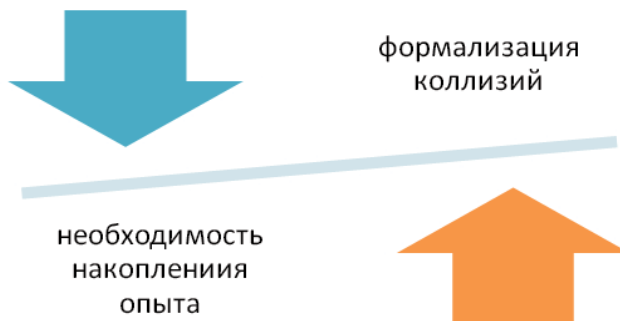 формализация
коллизий
необходимость
накоплениия
опыта